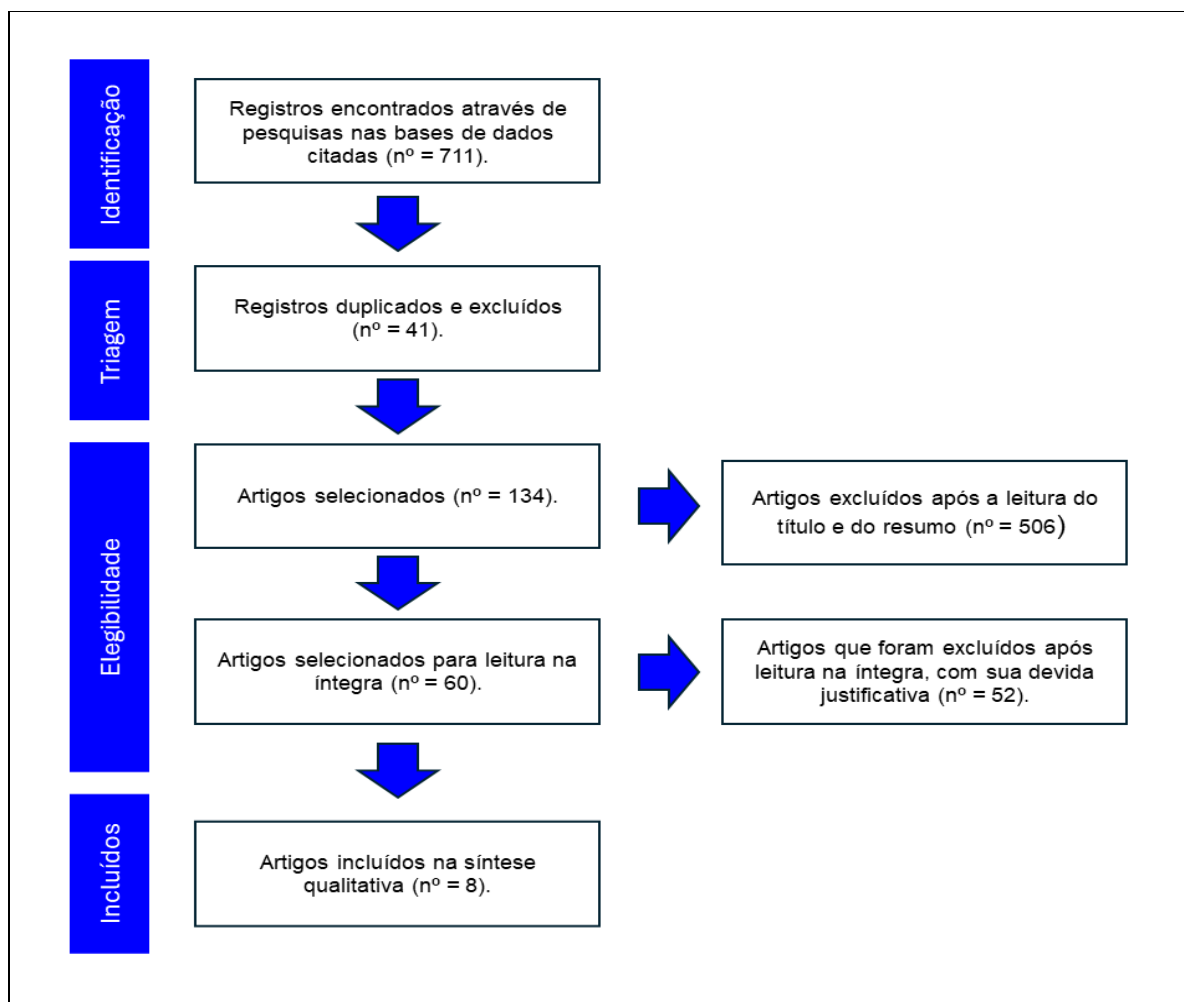 Identificação
Registros encontrados através de
pesquisas nas bases de dados
citadas (nº = 711).
Triagem
Registros duplicados e excluídos
(nº = 41).
Elegibilidade
Artigos selecionados (nº = 134).
Artigos excluídos após a leitura do
título e do resumo (nº = 506)
Artigos selecionados para leitura na
íntegra (nº = 60).
Artigos que foram excluídos após
leitura na íntegra, com sua devida
justificativa (nº = 52).
Incluídos
Artigos incluídos na síntese
qualitativa (nº = 8).